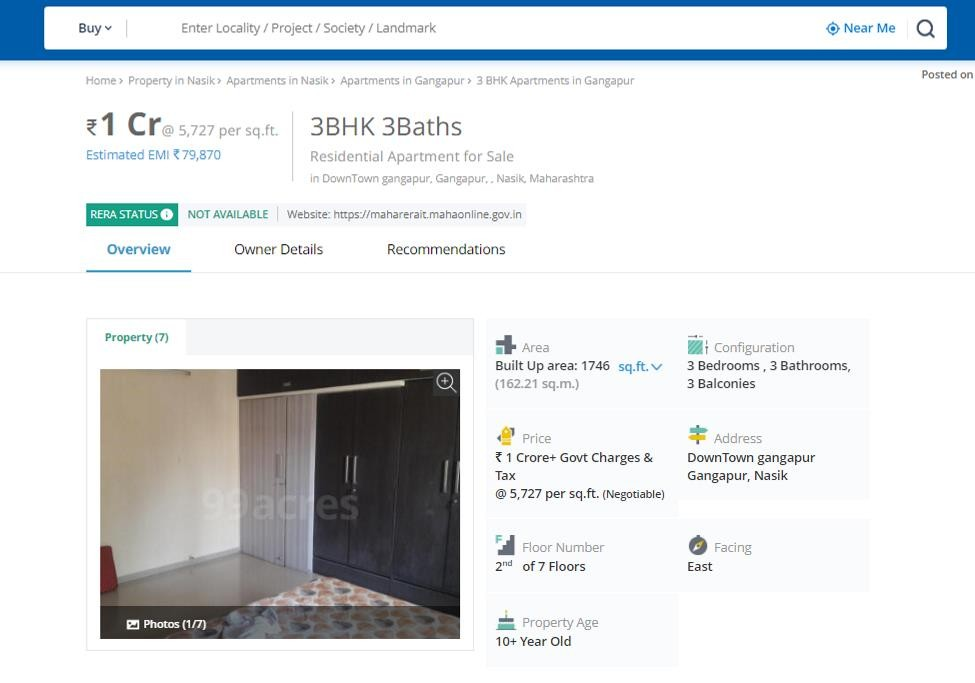 Buy
Enter Locality / Project / Society / Landmark
Near Me
Home › Property in Nasik › Apartments in Nasik › Apartments in Gangapur › 3 BHK Apartments in Gangapur
Posted on
₹ 1 Cr @ 5,727 per sq.ft.
Estimated EMI ₹ 79,870
3BHK 3Baths
Residential Apartment for Sale
in DownTown gangapur, Gangapur, , Nasik, Maharashtra
RERA STATUS NOT AVAILABLE Website: https://maharerait.mahaonline.gov.in
Overview Owner Details Recommendations
Property (7)
99acres
Photos (1/7)
Area
Built Up area: 1746 sq.ft.
(162.21 sq.m.)
Configuration
3 Bedrooms , 3 Bathrooms,
3 Balconies
Price
₹ 1 Crore+ Govt Charges &
Tax
@ 5,727 per sq.ft. (Negotiable)
Address
DownTown gangapur
Gangapur, Nasik
Floor Number
2nd of 7 Floors
Facing
East
Property Age
10+ Year Old